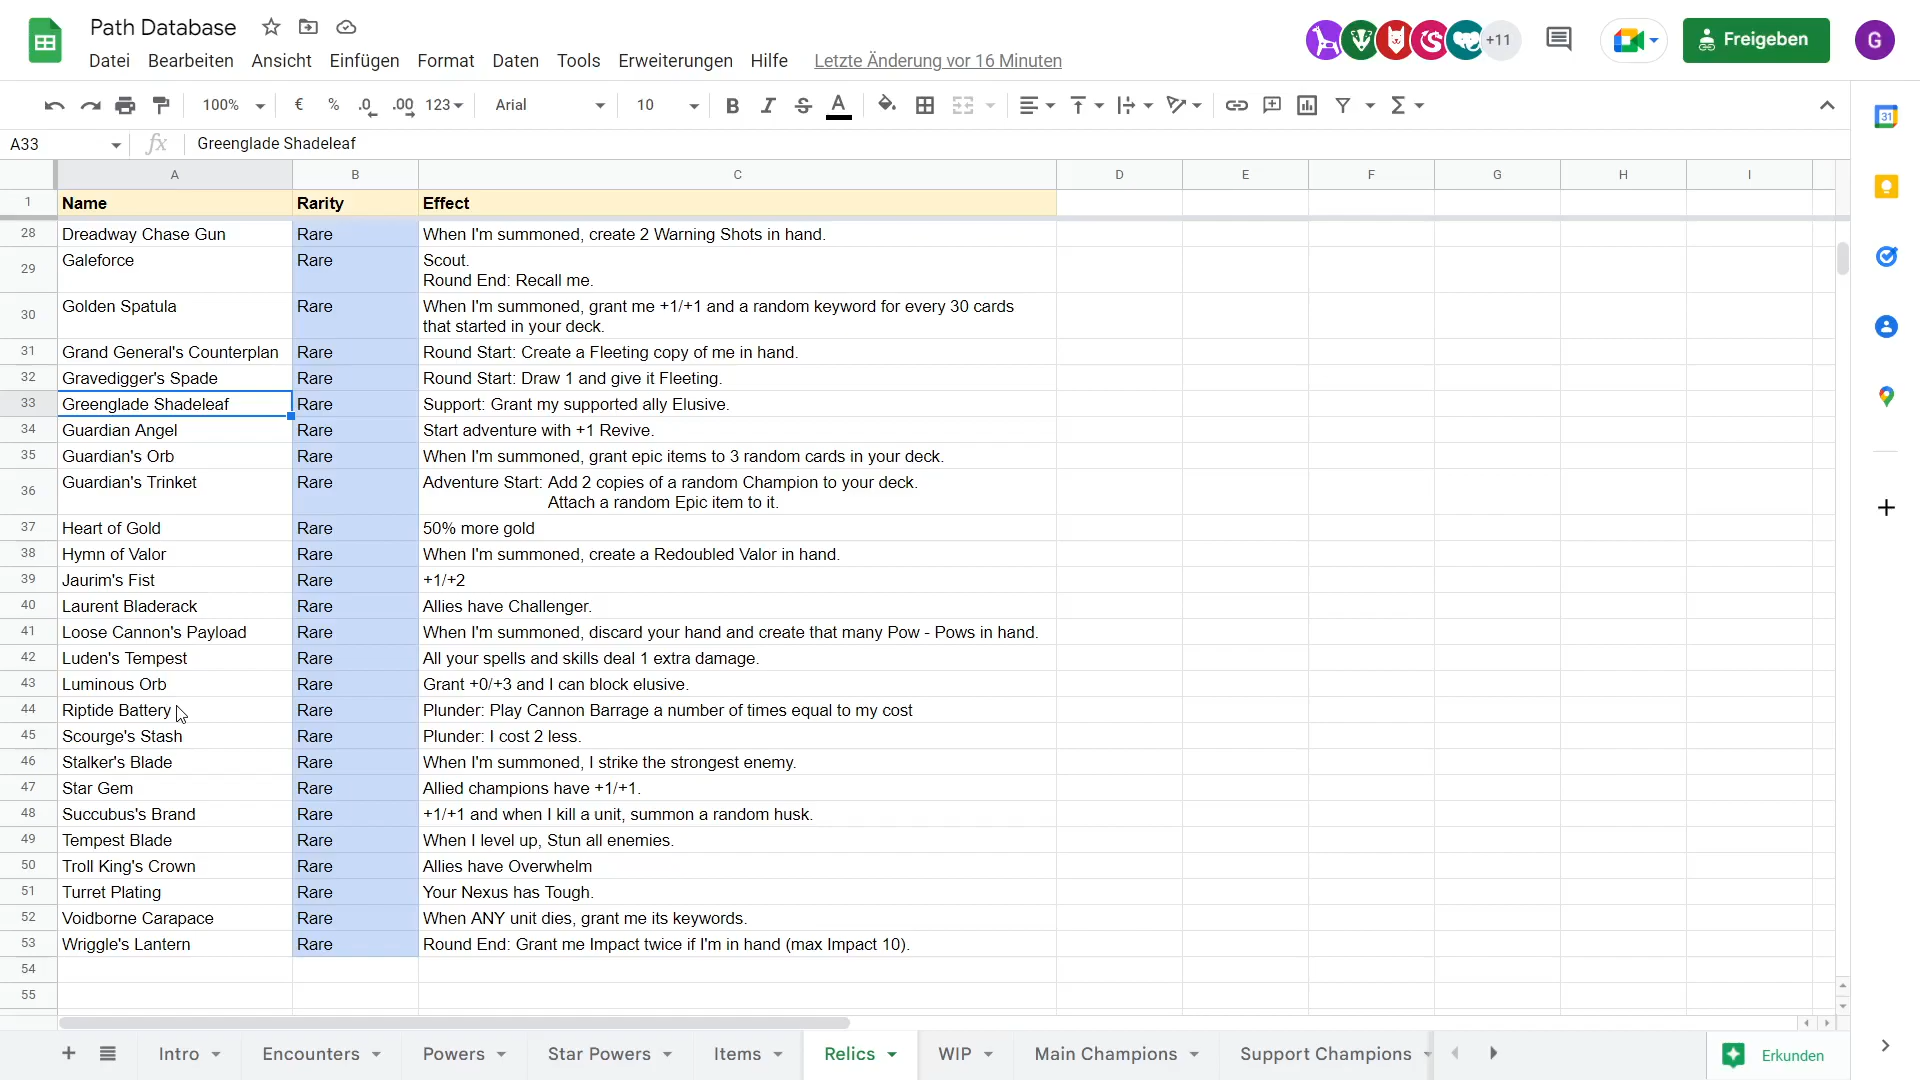 Path Database
Datei Bearbeiten Ansicht Einfügen Format Daten Tools Erweiterungen Hilfe Letzte Änderung vor 16 Minuten
+11
Freigeben
G
100% € % .0 .00 123 Arial 10 B I S A Σ
31
A33 fx Greenglade Shadeleaf
A B C D E F G H I
1 Name Rarity Effect
28 Dreadway Chase Gun Rare When I'm summoned, create 2 Warning Shots in hand.
29 Galeforce Rare Scout.
Round End: Recall me.
30 Golden Spatula Rare When I'm summoned, grant me +1/+1 and a random keyword for every 30 cards
that started in your deck.
31 Grand General's Counterplan Rare Round Start: Create a Fleeting copy of me in hand.
32 Gravedigger's Spade Rare Round Start: Draw 1 and give it Fleeting.
33 Greenglade Shadeleaf Rare Support: Grant my supported ally Elusive.
34 Guardian Angel Rare Start adventure with +1 Revive.
35 Guardian's Orb Rare When I'm summoned, grant epic items to 3 random cards in your deck.
36 Guardian's Trinket Rare Adventure Start: Add 2 copies of a random Champion to your deck.
Attach a random Epic item to it.
37 Heart of Gold Rare 50% more gold
38 Hymn of Valor Rare When I'm summoned, create a Redoubled Valor in hand.
39 Jaurim's Fist Rare +1/+2
40 Laurent Bladerack Rare Allies have Challenger.
41 Loose Cannon's Payload Rare When I'm summoned, discard your hand and create that many Pow - Pows in hand.
42 Luden's Tempest Rare All your spells and skills deal 1 extra damage.
43 Luminous Orb Rare Grant +0/+3 and I can block elusive.
44 Riptide Battery Rare Plunder: Play Cannon Barrage a number of times equal to my cost
45 Scourge's Stash Rare Plunder: I cost 2 less.
46 Stalker's Blade Rare When I'm summoned, I strike the strongest enemy.
47 Star Gem Rare Allied champions have +1/+1.
48 Succubus's Brand Rare +1/+1 and when I kill a unit, summon a random husk.
49 Tempest Blade Rare When I level up, Stun all enemies.
50 Troll King's Crown Rare Allies have Overwhelm
51 Turret Plating Rare Your Nexus has Tough.
52 Voidborne Carapace Rare When ANY unit dies, grant me its keywords.
53 Wriggle's Lantern Rare Round End: Grant me Impact twice if I'm in hand (max Impact 10).
54
55
Intro Encounters Powers Star Powers Items Relics WIP Main Champions Support Champions Erkunden